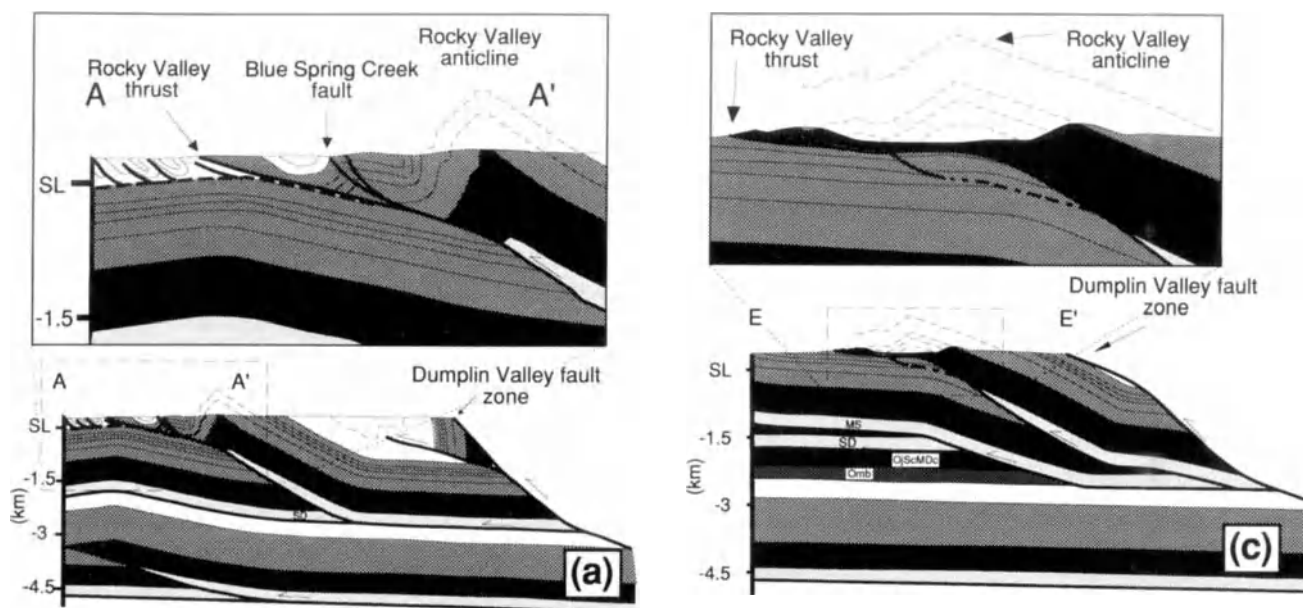 Rocky Valley
anticline
Rocky Valley
thrust
Blue Spring Creek
fault
A
A'
SL
-1.5
Dumplin Valley fault
zone
A
A'
SL
-1.5
(km)
-3
-4.5
SD
(a)
Rocky Valley
thrust
Rocky Valley
anticline
Dumplin Valley fault
zone
E
E'
SL
-1.5
(km)
-3
-4.5
MS
SD
OjScMDc
Omb
(c)